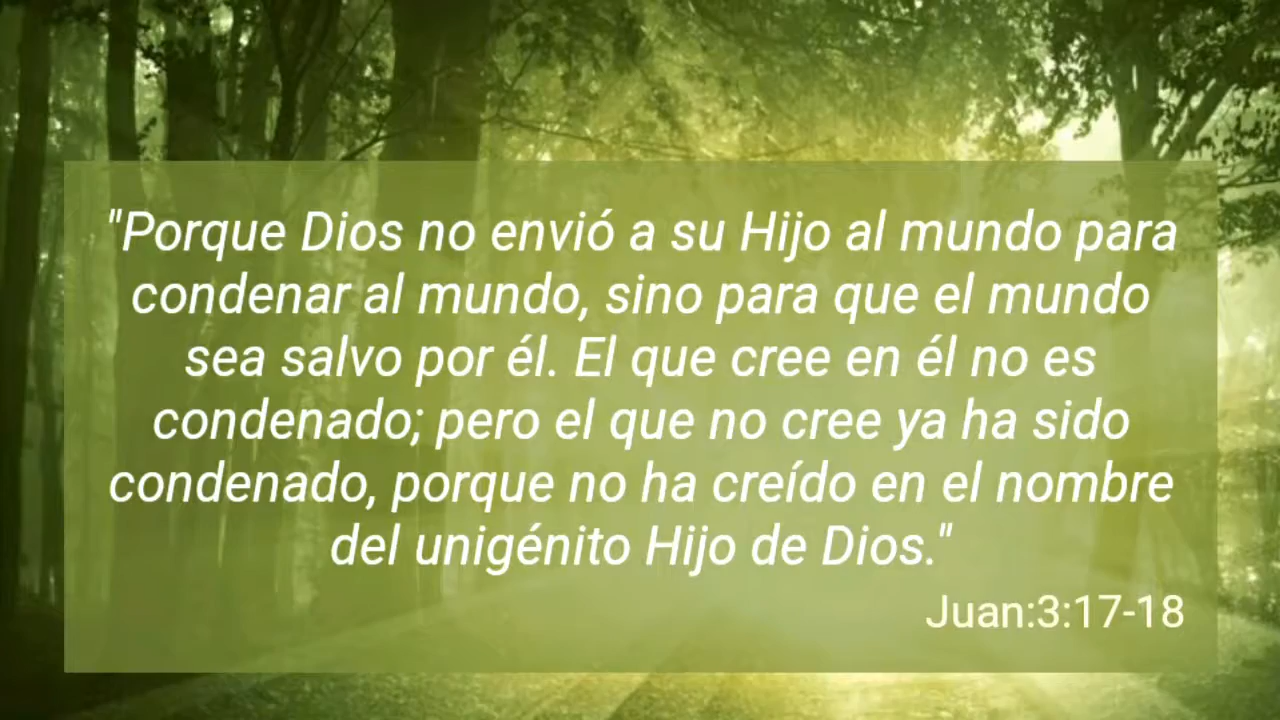 "Porque Dios no envió a su Hijo al mundo para
condenar al mundo, sino para que el mundo
sea salvo por él. El que cree en él no es
condenado; pero el que no cree ya ha sido
condenado, porque no ha creído en el nombre
del unigénito Hijo de Dios."
Juan:3:17-18